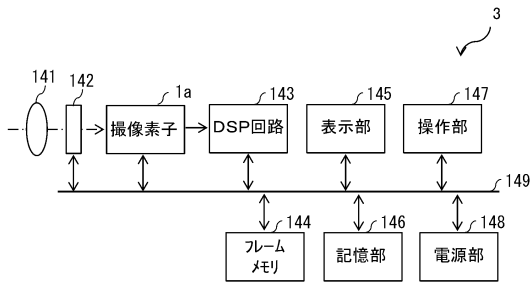 3
141
142
1a
143
145
147
撮像素子
DSP回路
表示部
操作部
149
144
146
148
フレーム
メモリ
記憶部
電源部